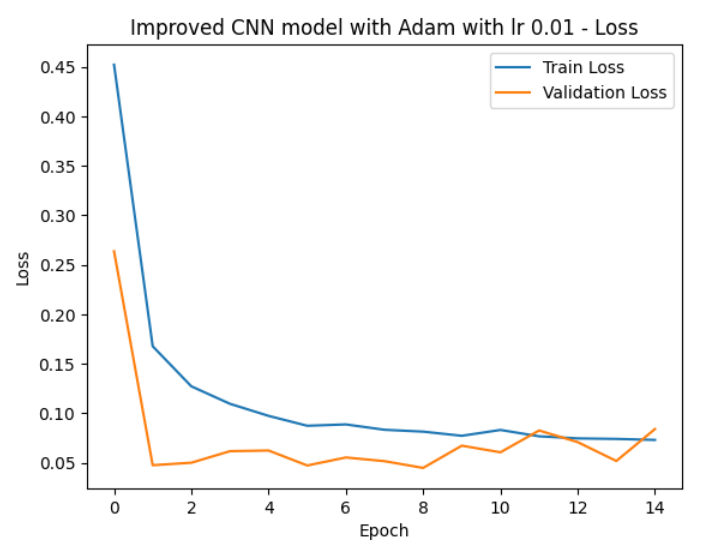 Improved CNN model with Adam with lr 0.01 - Loss
Train Loss
Validation Loss
0.45
0.40
0.35
0.30
0.25
0.20
0.15
0.10
0.05
Loss
0 2 4 6 8 10 12 14
Epoch